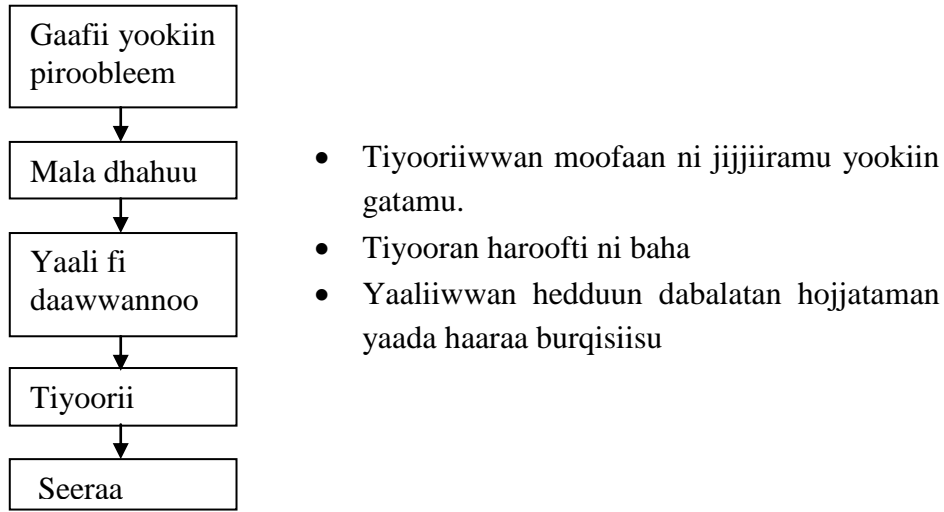 Gaafii yookiin
piroobleem
Mala dhahuu
Yaali fi
daawwannoo
Tiyoorii
Seeraa
• Tiyooriiwwan moofaan ni jijjiiramu yookiin
gatamu.
• Tiyooran haroofti ni baha
• Yaaliiwwan hedduun dabalatan hojjataman
yaada haaraa burqisiisu